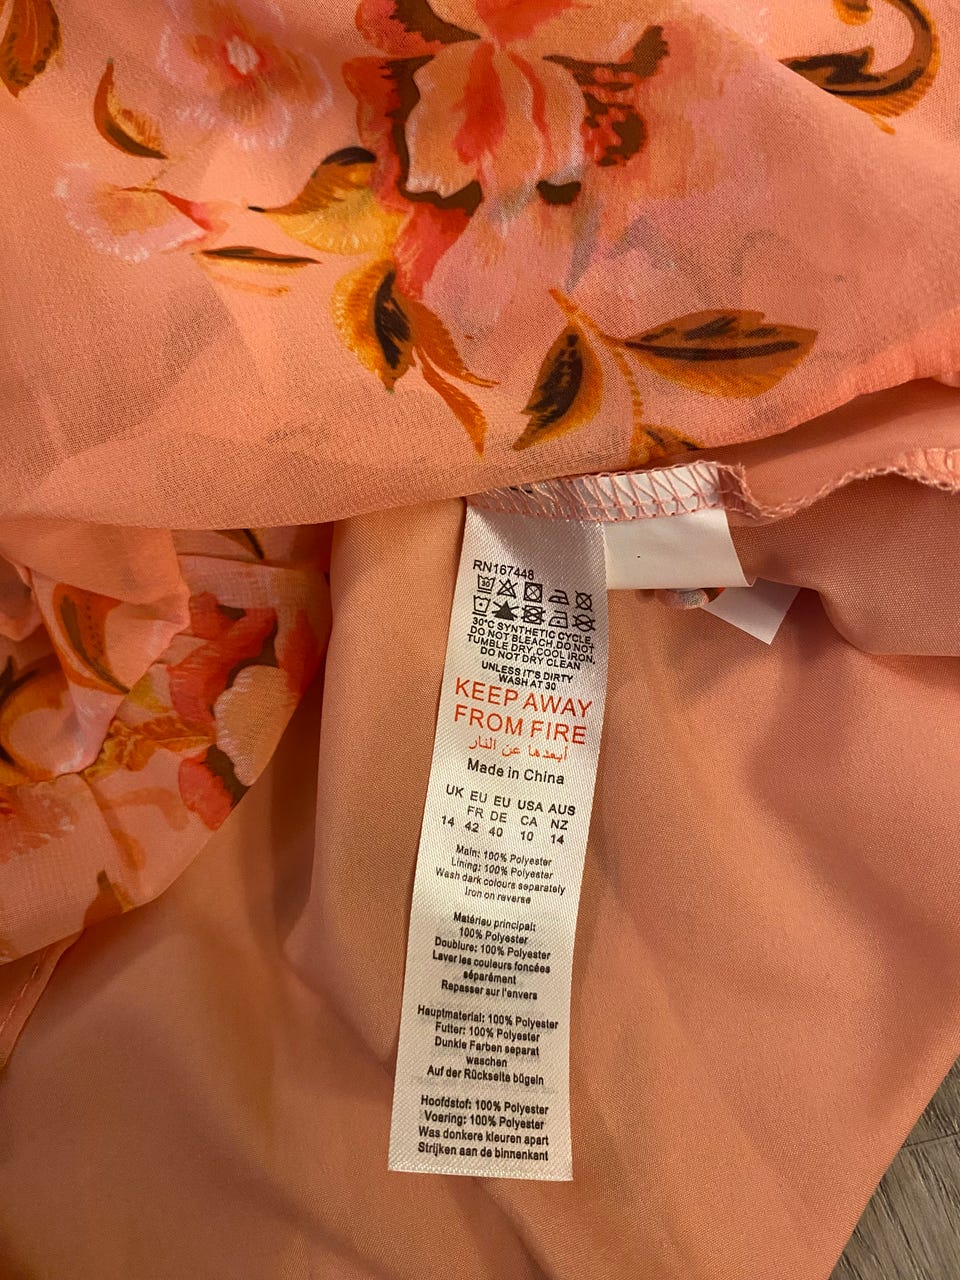 RN167448
30
30°C SYNTHETIC CYCLE,
DO NOT BLEACH,DO NOT
TUMBLE DRY,COOL IRON,
DO NOT DRY CLEAN
UNLESS IT'S DIRTY
WASH AT 30
KEEP AWAY
FROM FIRE
أبعدها عن النار
Made in China
UK EU EU USA AUS
FR DE CA NZ
14 42 40 10 14
Main: 100% Polyester
Lining: 100% Polyester
Wash dark colours separately
Iron on reverse
Matériau principal:
100% Polyester
Doublure: 100% Polyester
Laver les couleurs foncées
séparément
Repasser sur l'envers
Hauptmaterial: 100% Polyester
Futter: 100% Polyester
Dunkle Farben separat
waschen
Auf der Rückseite bügeln
Hoofdstof: 100% Polyester
Voering: 100% Polyester
Was donkere kleuren apart
Strijken aan de binnenkant